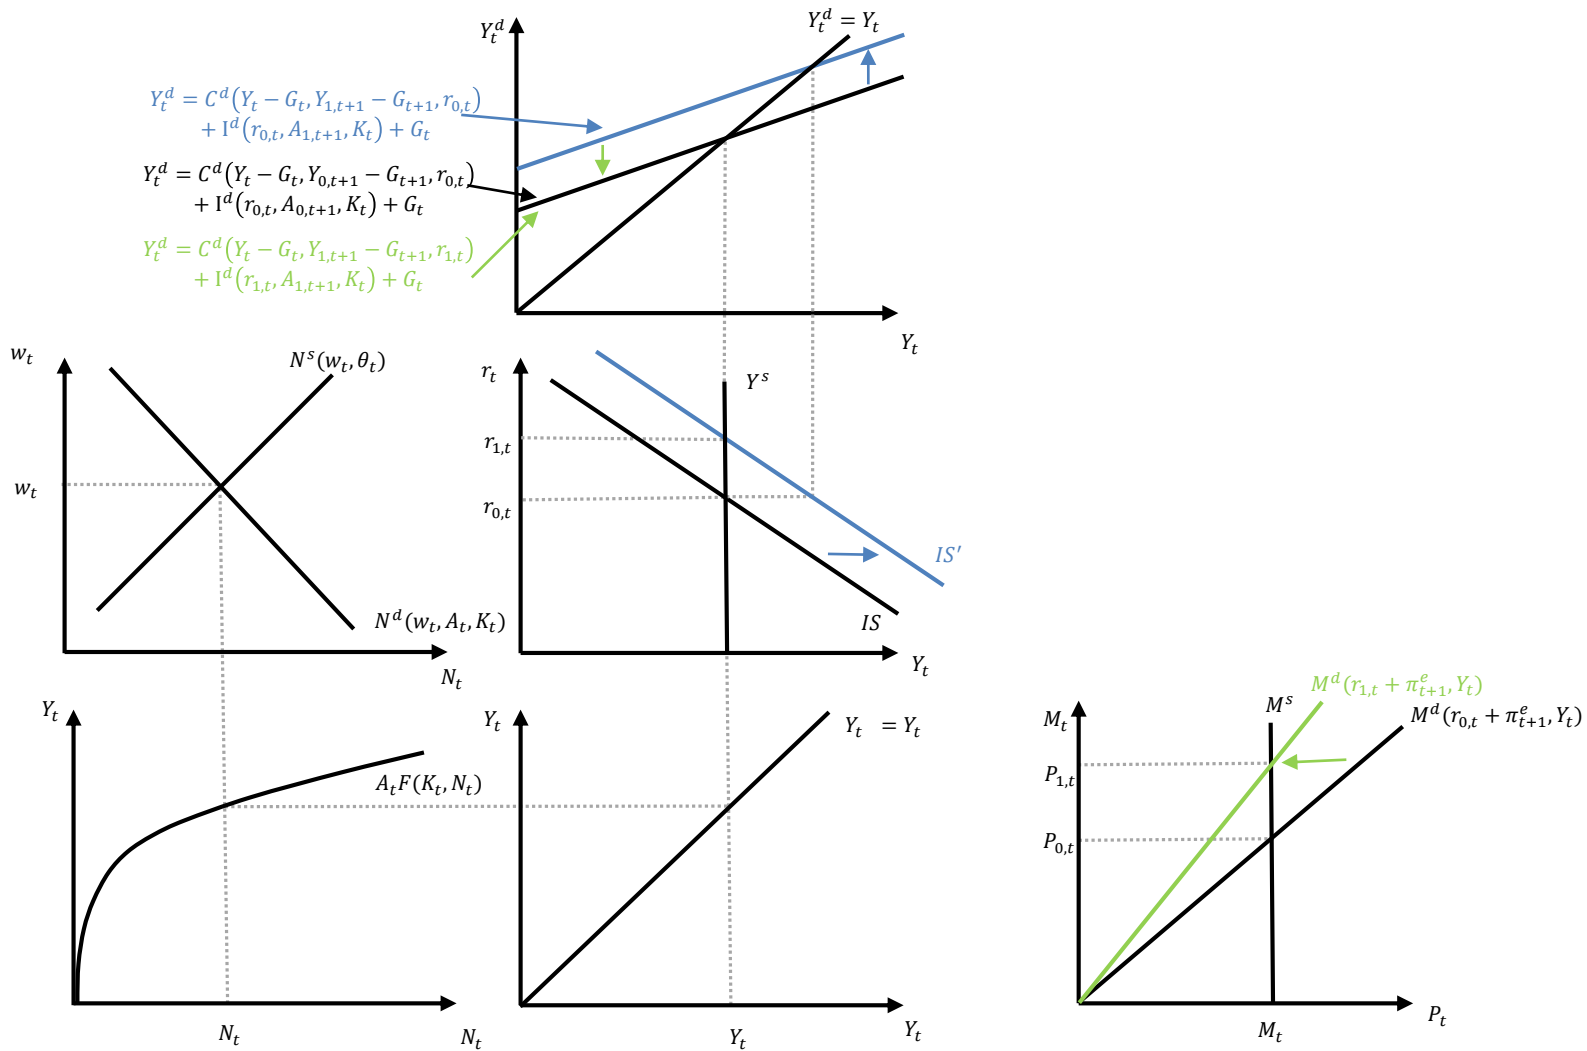 Y_t^d
Y_t^d = Y_t
Y_t^d = C^d(Y_t − G_t, Y_{1,t+1} − G_{t+1}, r_{0,t})
+ I^d(r_{0,t}, A_{1,t+1}, K_t) + G_t
Y_t^d = C^d(Y_t − G_t, Y_{0,t+1} − G_{t+1}, r_{0,t})
+ I^d(r_{0,t}, A_{0,t+1}, K_t) + G_t
Y_t^d = C^d(Y_t − G_t, Y_{1,t+1} − G_{t+1}, r_{1,t})
+ I^d(r_{1,t}, A_{1,t+1}, K_t) + G_t
Y_t
w_t
N^s(w_t, θ_t)
w_t
N^d(w_t, A_t, K_t)
N_t
r_t
Y^s
r_{1,t}
r_{0,t}
IS′
IS
Y_t
Y_t
A_tF(K_t, N_t)
N_t
N_t
Y_t
Y_t = Y_t
Y_t
Y_t
M_t
M^s
M^d(r_{1,t} + π_{t+1}^e, Y_t)
M^d(r_{0,t} + π_{t+1}^e, Y_t)
P_{1,t}
P_{0,t}
M_t
P_t